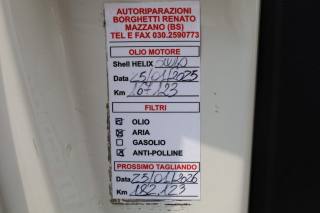 AUTORIPARAZIONI
BORGHETTI RENATO
MAZZANO (BS)
TEL E FAX 030.2590773
OLIO MOTORE
Shell HELIX
Data 25/01/2025
Km 167123
FILTRI
OLIO
ARIA
GASOLIO
ANTI-POLLINE
PROSSIMO TAGLIANDO
Data 25/01/2026
Km 182.123